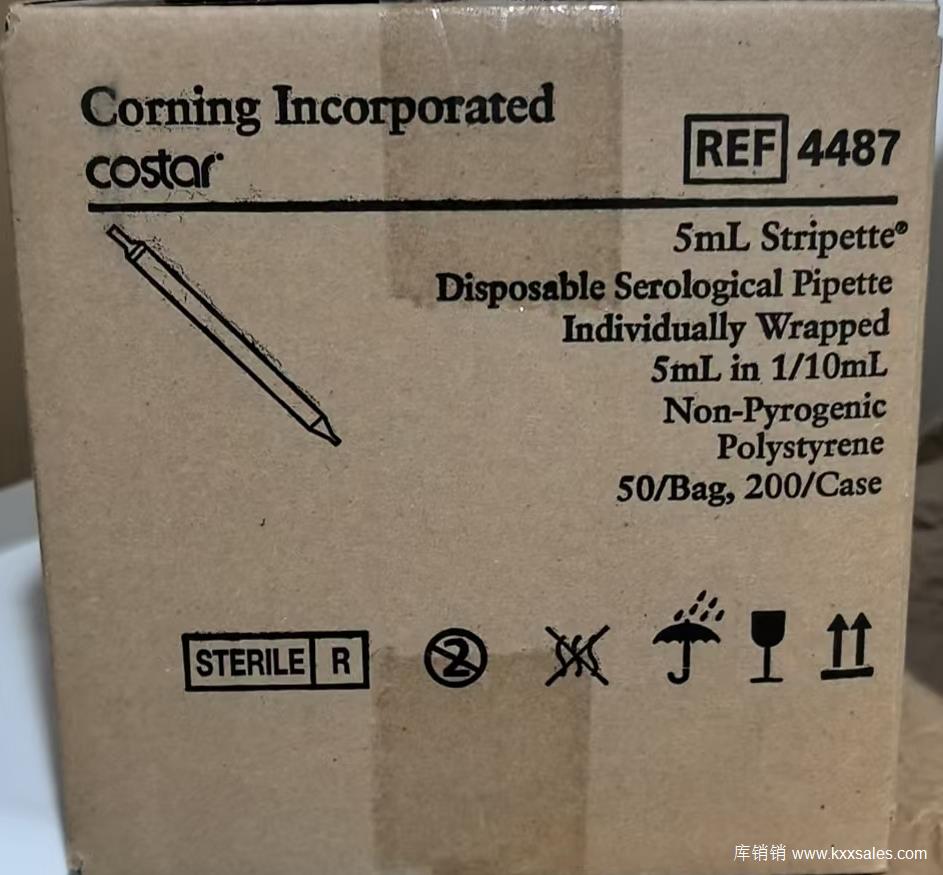 Corning Incorporated
costar
REF 4487
5mL Stripette®
Disposable Serological Pipette
Individually Wrapped
5mL in 1/10mL
Non-Pyrogenic
Polystyrene
50/Bag, 200/Case
STERILE R
2
库销销 www.kxxsales.com